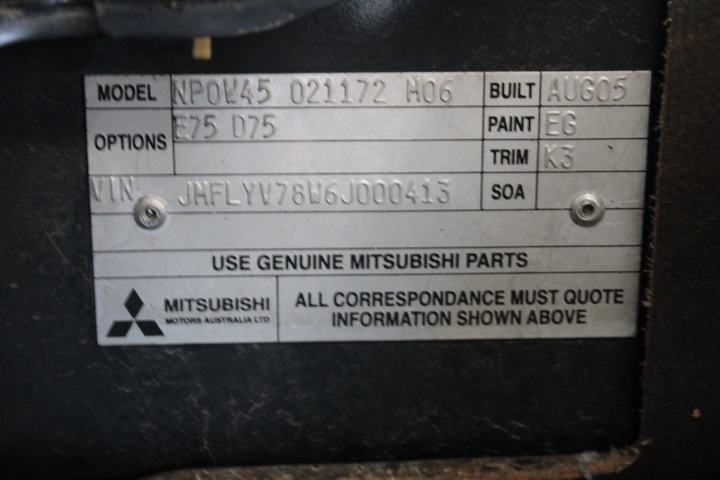 MODEL NPOW45 021172 M06 BUILT AUG05
OPTIONS E75 D75 PAINT EG
TRIM K3
VIN. JMFLYV78W6J000413 SOA
USE GENUINE MITSUBISHI PARTS
MITSUBISHI
MOTORS AUSTRALIA LTD
ALL CORRESPONDANCE MUST QUOTE
INFORMATION SHOWN ABOVE